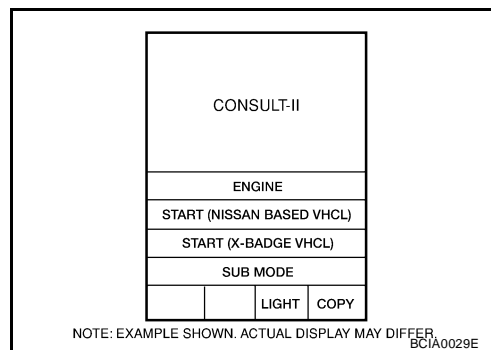 CONSULT-II
ENGINE
START (NISSAN BASED VHCL)
START (X-BADGE VHCL)
SUB MODE
LIGHT COPY
NOTE: EXAMPLE SHOWN. ACTUAL DISPLAY MAY DIFFER.
BCIA0029E